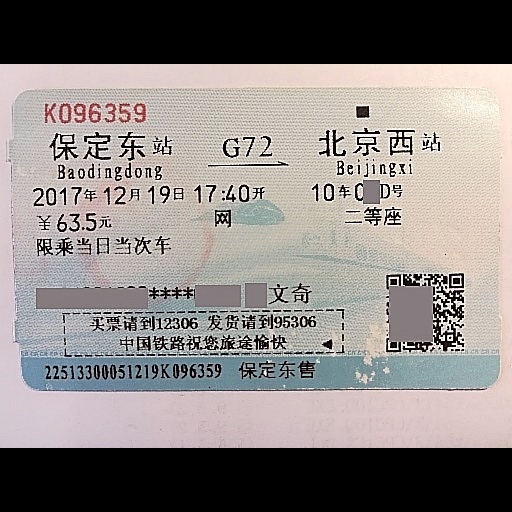 K096359
保定东站 G72 北京西站
Baodingdong Beijingxi
2017年12月19日17:40开 10车0 D号
¥63.5元 网 二等座
限乘当日当次车
**** 文奇
买票请到12306 发货请到95306
中国铁路祝您旅途愉快
22513300051219K096359 保定东售